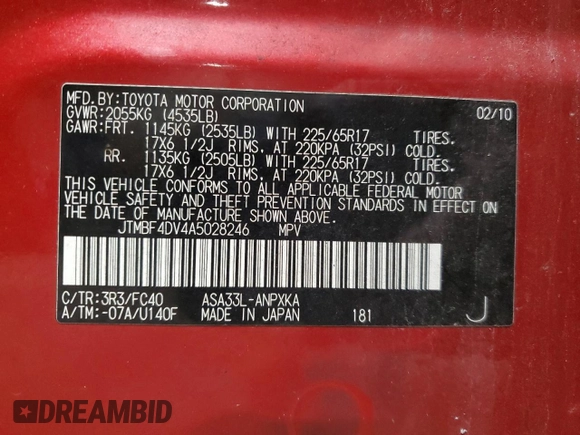 MFD.BY:TOYOTA MOTOR CORPORATION 02/10
GVWR:2055KG (4535LB)
GAWR:FRT. 1145KG (2535LB) WITH 225/65R17 TIRES.
17X6 1/2J RIMS. AT 220KPA (32PSI) COLD.
RR. 1135KG (2505LB) WITH 225/65R17 TIRES.
17X6 1/2J RIMS. AT 220KPA (32PSI) COLD.
THIS VEHICLE CONFORMS TO ALL APPLICABLE FEDERAL MOTOR
VEHICLE SAFETY AND THEFT PREVENTION STANDARDS IN EFFECT ON
THE DATE OF MANUFACTURE SHOWN ABOVE.
JTMBF4DV4A5028246 MPV
C/TR:3R3/FC40 ASA33L-ANPXKA
A/TM:-07A/U140F MADE IN JAPAN 181 J
DREAMBID